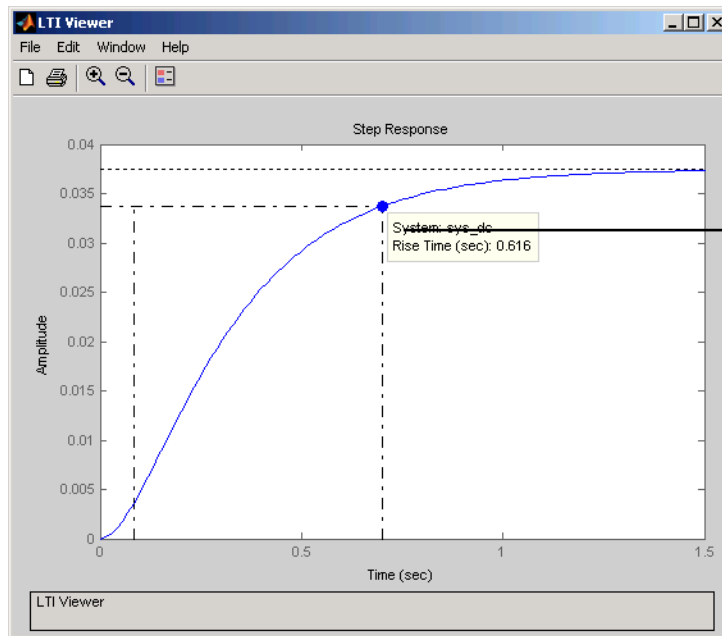 LTI Viewer
File Edit Window Help
Step Response
0.04
0.035
0.03
0.025
0.02
0.015
0.01
0.005
0
Amplitude
System: sys_dc
Rise Time (sec): 0.616
0 0.5 1 1.5
Time (sec)
LTI Viewer